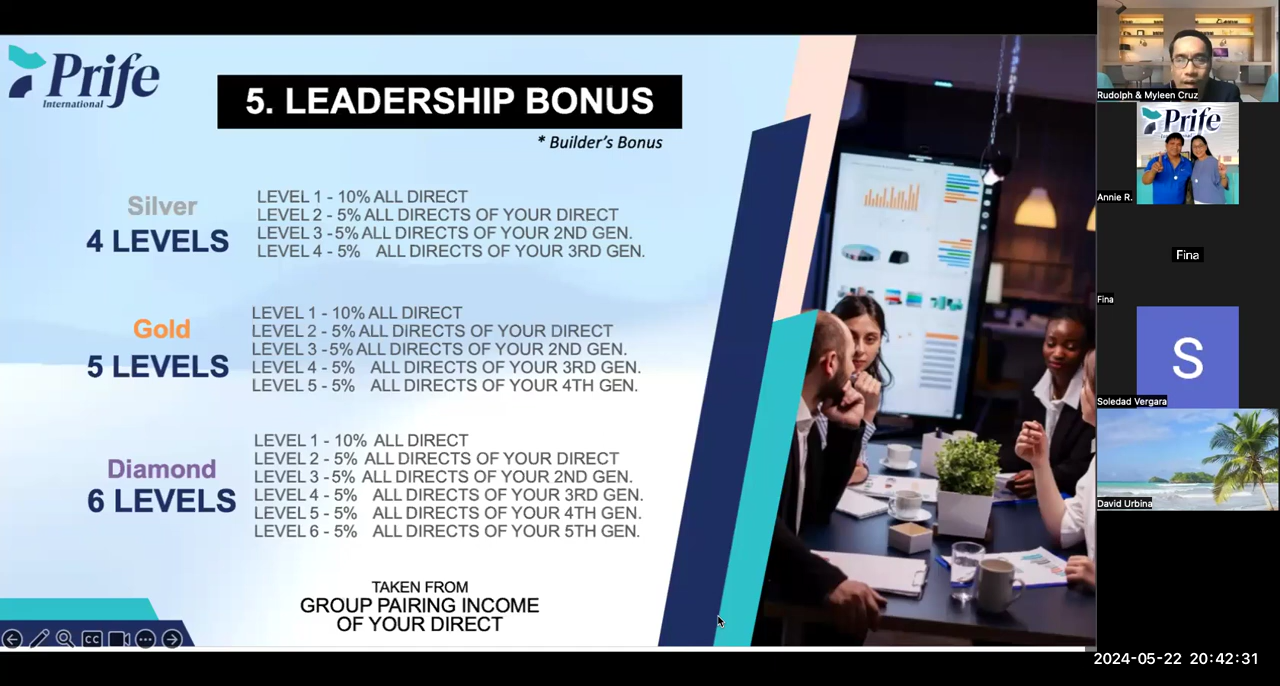 Prife
International
5. LEADERSHIP BONUS
* Builder's Bonus
Silver
4 LEVELS
LEVEL 1 - 10% ALL DIRECT
LEVEL 2 - 5% ALL DIRECTS OF YOUR DIRECT
LEVEL 3 -5% ALL DIRECTS OF YOUR 2ND GEN.
LEVEL 4 - 5% ALL DIRECTS OF YOUR 3RD GEN.
Gold
5 LEVELS
LEVEL 1 - 10% ALL DIRECT
LEVEL 2 - 5% ALL DIRECTS OF YOUR DIRECT
LEVEL 3 -5% ALL DIRECTS OF YOUR 2ND GEN.
LEVEL 4 - 5% ALL DIRECTS OF YOUR 3RD GEN.
LEVEL 5 - 5% ALL DIRECTS OF YOUR 4TH GEN.
Diamond
6 LEVELS
LEVEL 1 - 10% ALL DIRECT
LEVEL 2 - 5% ALL DIRECTS OF YOUR DIRECT
LEVEL 3 -5% ALL DIRECTS OF YOUR 2ND GEN.
LEVEL 4 - 5% ALL DIRECTS OF YOUR 3RD GEN.
LEVEL 5 - 5% ALL DIRECTS OF YOUR 4TH GEN.
LEVEL 6 - 5% ALL DIRECTS OF YOUR 5TH GEN.
TAKEN FROM
GROUP PAIRING INCOME
OF YOUR DIRECT
CC
Rudolph & Myleen Cruz
Prife
Annie R.
Fina
Fina
S
Soledad Vergara
David Urbina
2024-05-22 20:42:31